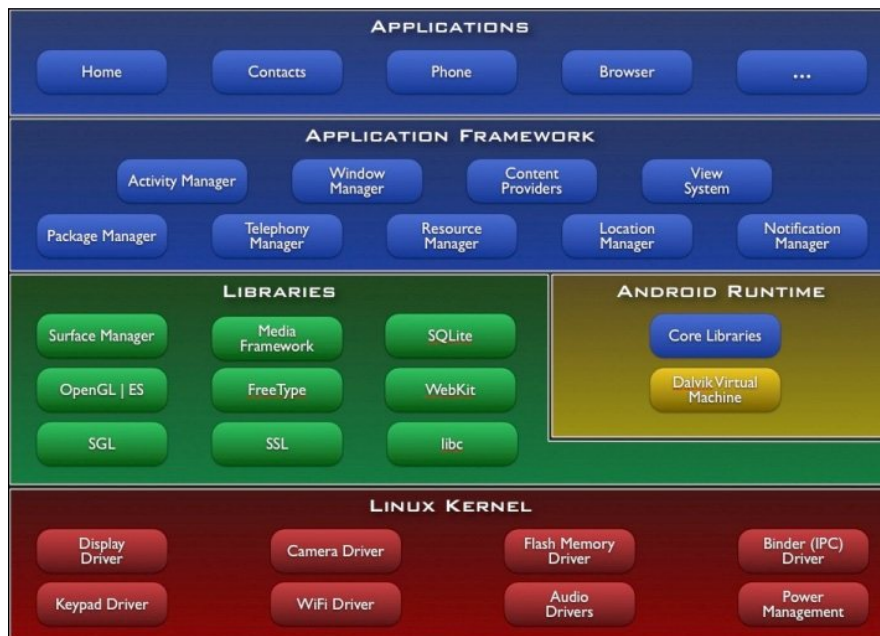 APPLICATIONS
Home
Contacts
Phone
Browser
...
APPLICATION FRAMEWORK
Activity Manager
Window
Manager
Content
Providers
View
System
Package Manager
Telephony
Manager
Resource
Manager
Location
Manager
Notification
Manager
LIBRARIES
Surface Manager
Media
Framework
SQLite
OpenGL | ES
FreeType
WebKit
SGL
SSL
libc
ANDROID RUNTIME
Core Libraries
Dalvik Virtual
Machine
LINUX KERNEL
Display
Driver
Camera Driver
Flash Memory
Driver
Binder (IPC)
Driver
Keypad Driver
WiFi Driver
Audio
Drivers
Power
Management